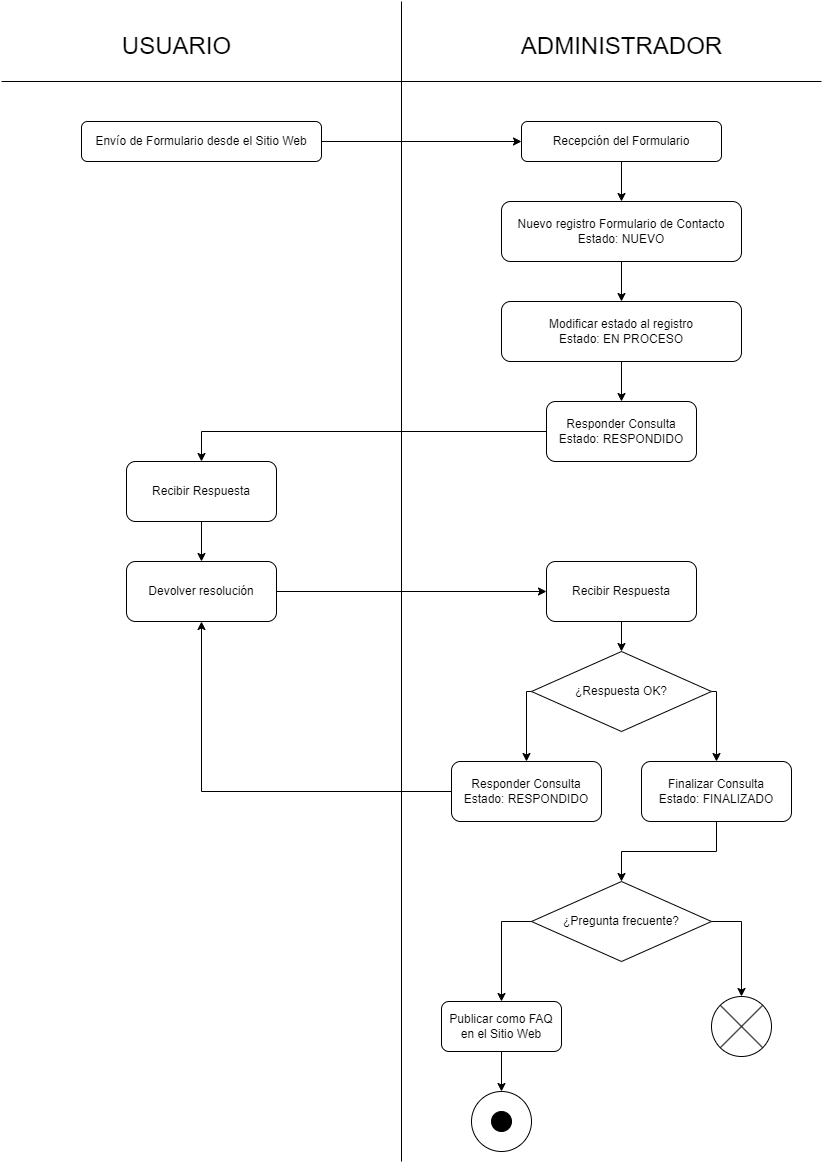 USUARIO
ADMINISTRADOR
Envío de Formulario desde el Sitio Web
Recepción del Formulario
Nuevo registro Formulario de Contacto
Estado: NUEVO
Modificar estado al registro
Estado: EN PROCESO
Responder Consulta
Estado: RESPONDIDO
Recibir Respuesta
Devolver resolución
Recibir Respuesta
¿Respuesta OK?
Responder Consulta
Estado: RESPONDIDO
Finalizar Consulta
Estado: FINALIZADO
¿Pregunta frecuente?
Publicar como FAQ
en el Sitio Web